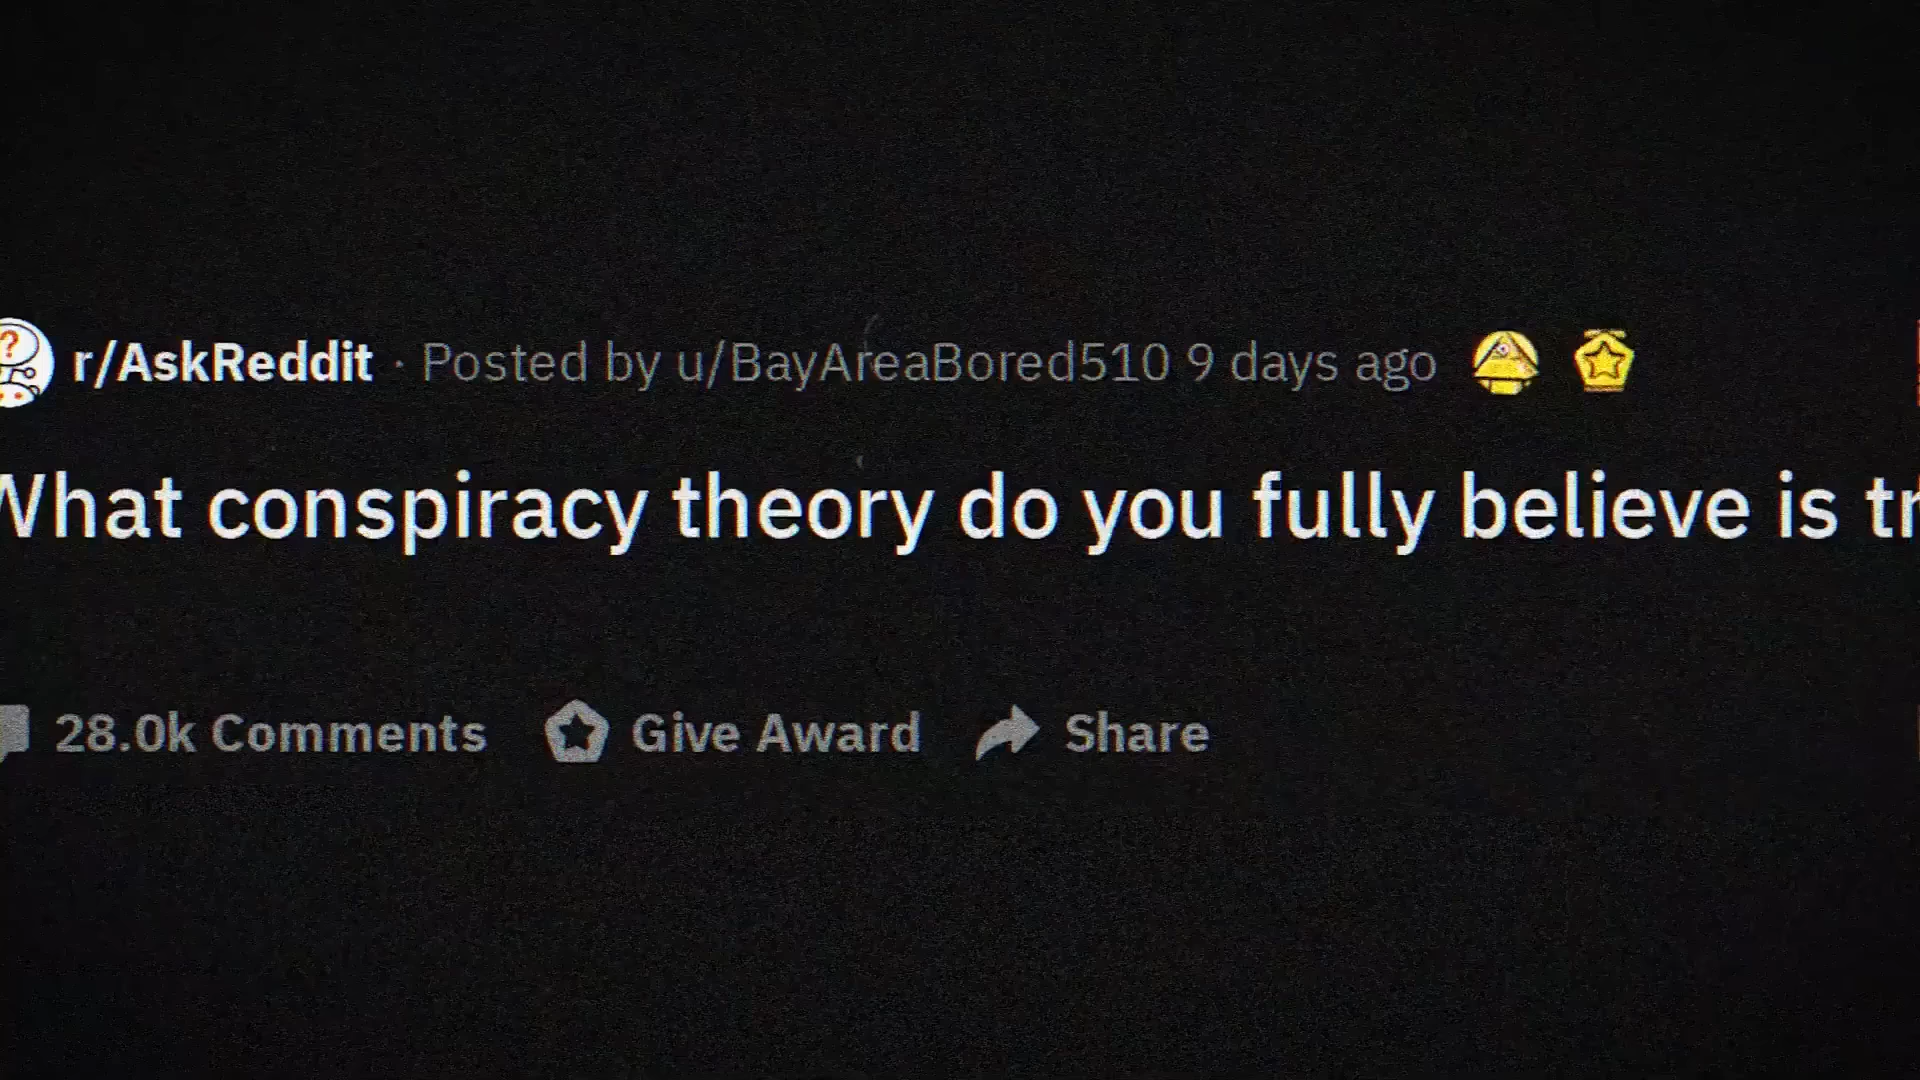 r/AskReddit · Posted by u/BayAreaBored510 9 days ago
What conspiracy theory do you fully believe is
28.0k Comments Give Award Share